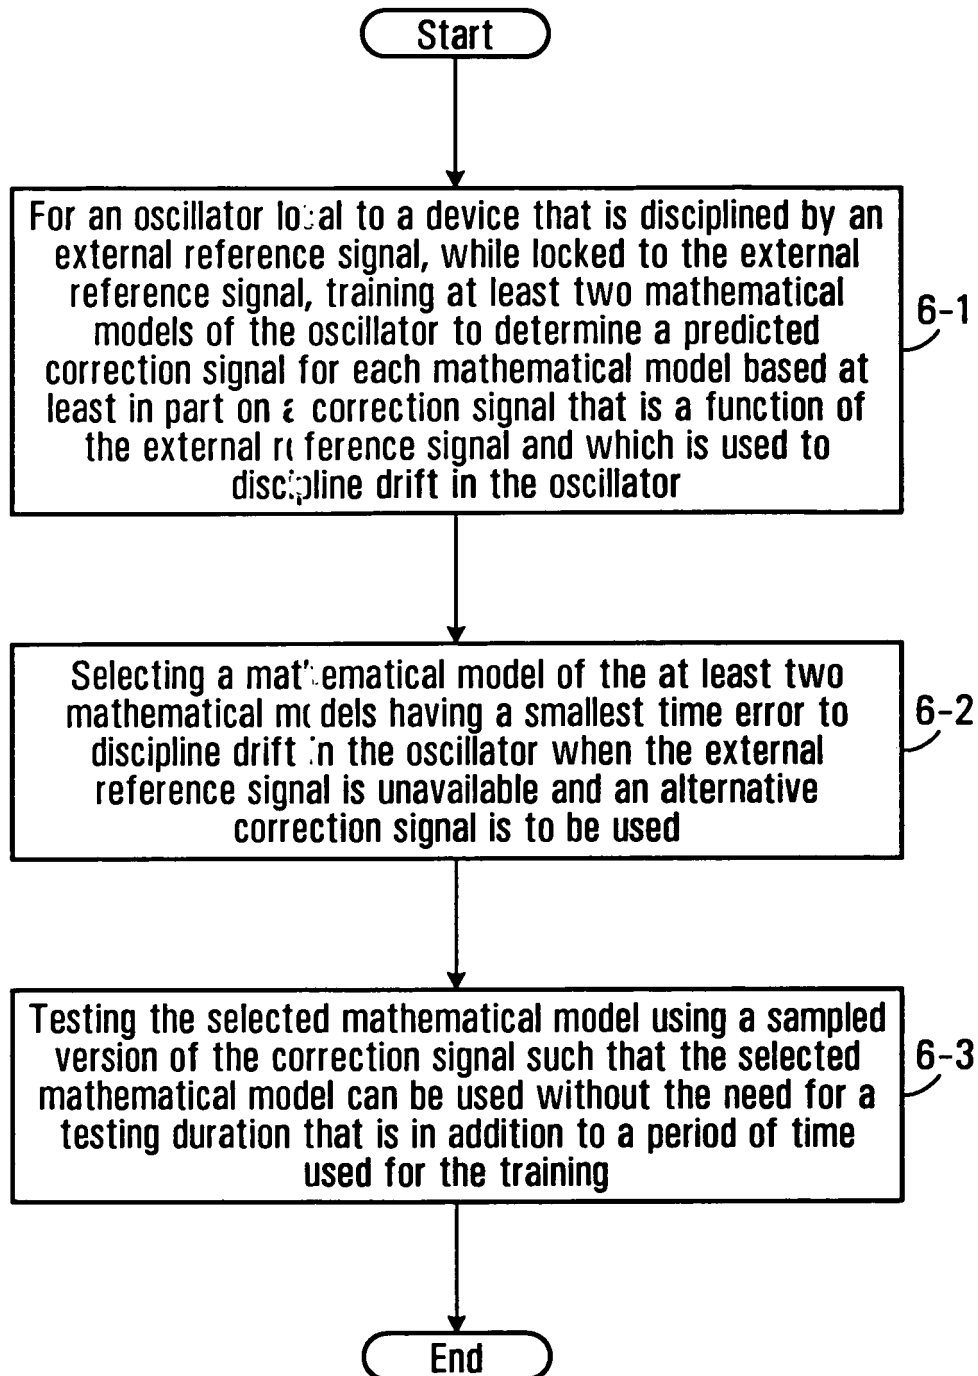 Start
For an oscillator local to a device that is disciplined by an
external reference signal, while locked to the external
reference signal, training at least two mathematical
models of the oscillator to determine a predicted
correction signal for each mathematical model based at
least in part on a correction signal that is a function of
the external reference signal and which is used to
discipline drift in the oscillator
6-1
Selecting a mathematical model of the at least two
mathematical models having a smallest time error to
discipline drift in the oscillator when the external
reference signal is unavailable and an alternative
correction signal is to be used
6-2
Testing the selected mathematical model using a sampled
version of the correction signal such that the selected
mathematical model can be used without the need for a
testing duration that is in addition to a period of time
used for the training
6-3
End